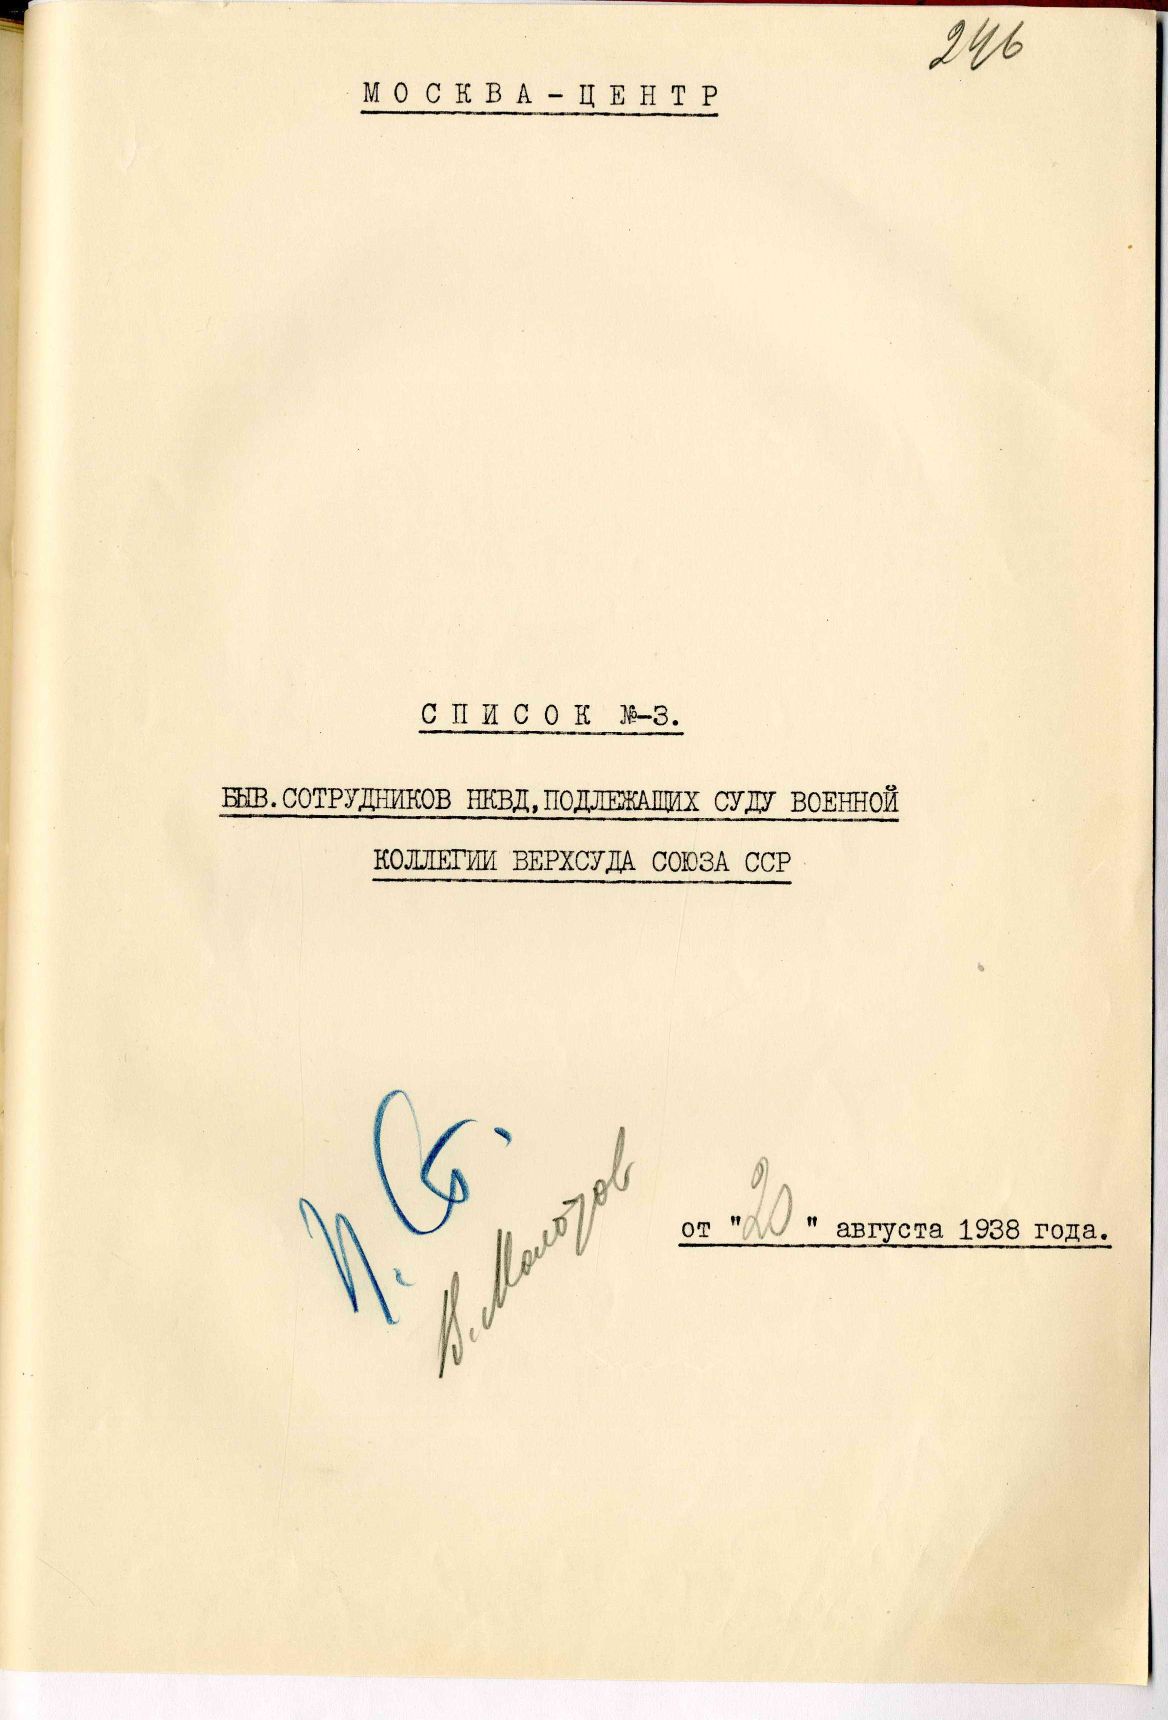 246
МОСКВА-ЦЕНТР
СПИСОК №-3.
БЫВ.СОТРУДНИКОВ НКВД,ПОДЛЕЖАЩИХ СУДУ ВОЕННОЙ
КОЛЛЕГИИ ВЕРХСУДА СОЮЗА ССР
И. Ст.
В. Молотов
от "20" августа 1938 года.